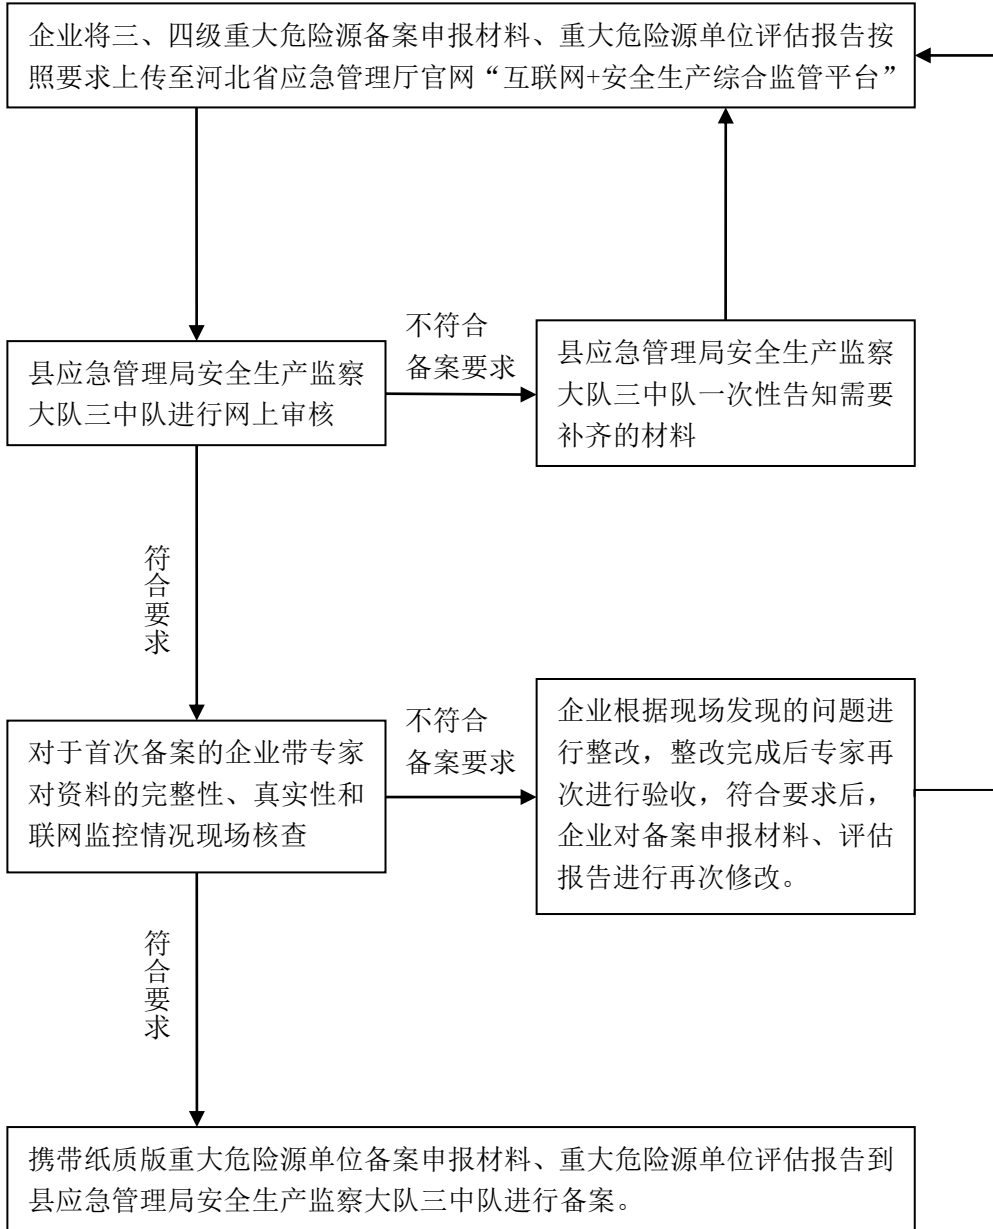 企业将三、四级重大危险源备案申报材料、重大危险源单位评估报告按
照要求上传至河北省应急管理厅官网“互联网+安全生产综合监管平台”
不符合
备案要求
县应急管理局安全生产监察
大队三中队进行网上审核
县应急管理局安全生产监察
大队三中队一次性告知需要
补齐的材料
符合要求
不符合
备案要求
对于首次备案的企业带专家
对资料的完整性、真实性和
联网监控情况现场核查
企业根据现场发现的问题进
行整改，整改完成后专家再
次进行验收，符合要求后，
企业对备案申报材料、评估
报告进行再次修改。
符合要求
携带纸质版重大危险源单位备案申报材料、重大危险源单位评估报告到
县应急管理局安全生产监察大队三中队进行备案。